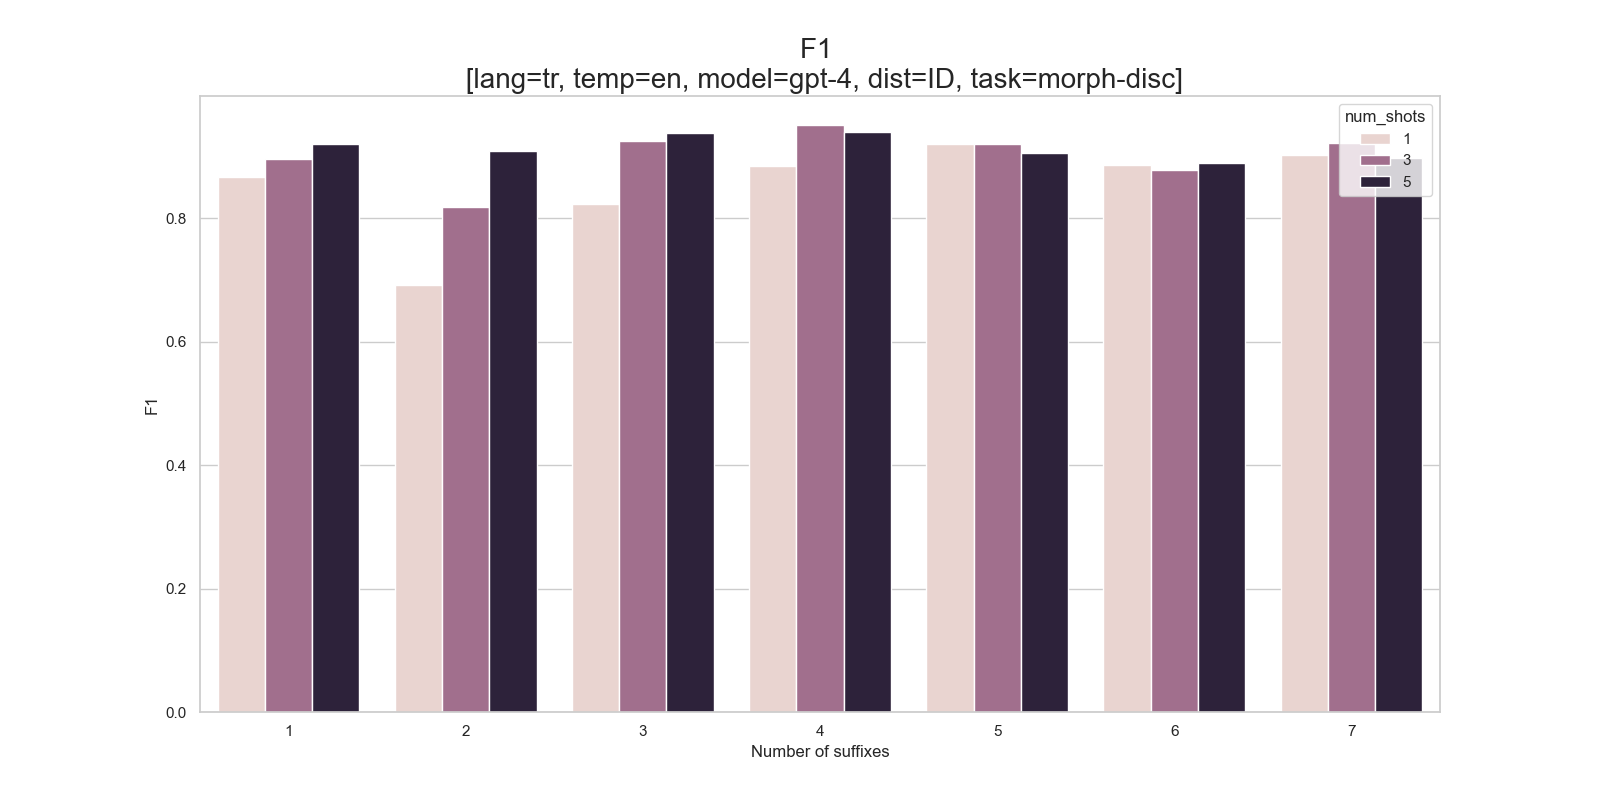 F1
[lang=tr, temp=en, model=gpt-4, dist=ID, task=morph-disc]
num_shots
1
3
5
0.8
0.6
0.4
0.2
0.0
F1
1 2 3 4 5 6 7
Number of suffixes